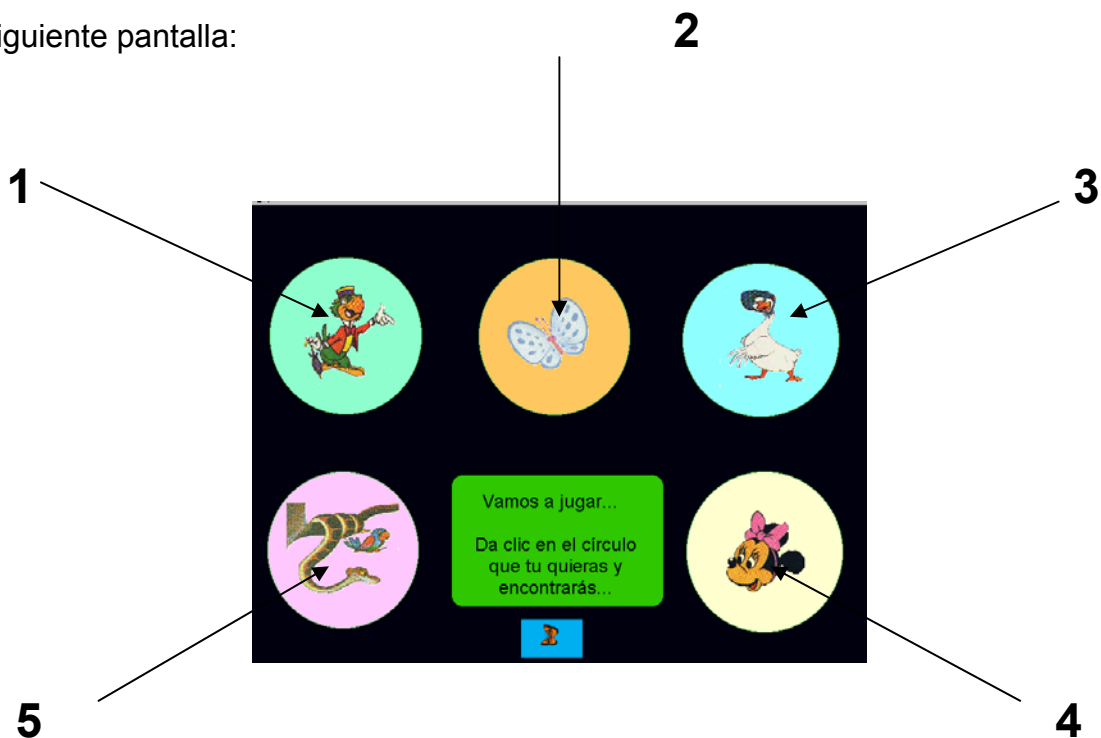 iguiente pantalla:
2
1
3
Vamos a jugar...
Da clic en el círculo
que tu quieras y
encontrarás...
5
4